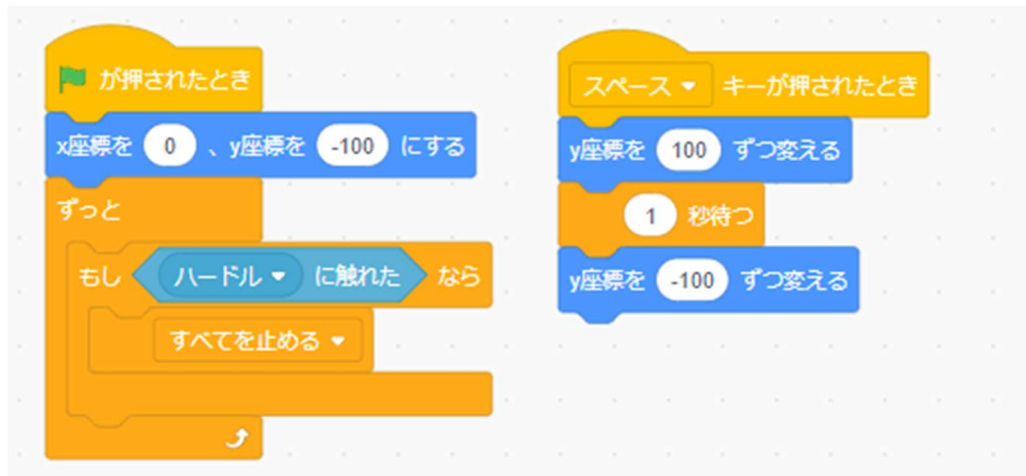 が押されたとき
x座標を 0 、y座標を -100 にする
ずっと
もし ハードル に触れた なら
すべてを止める
スペース キーが押されたとき
y座標を 100 ずつ変える
1 秒待つ
y座標を -100 ずつ変える